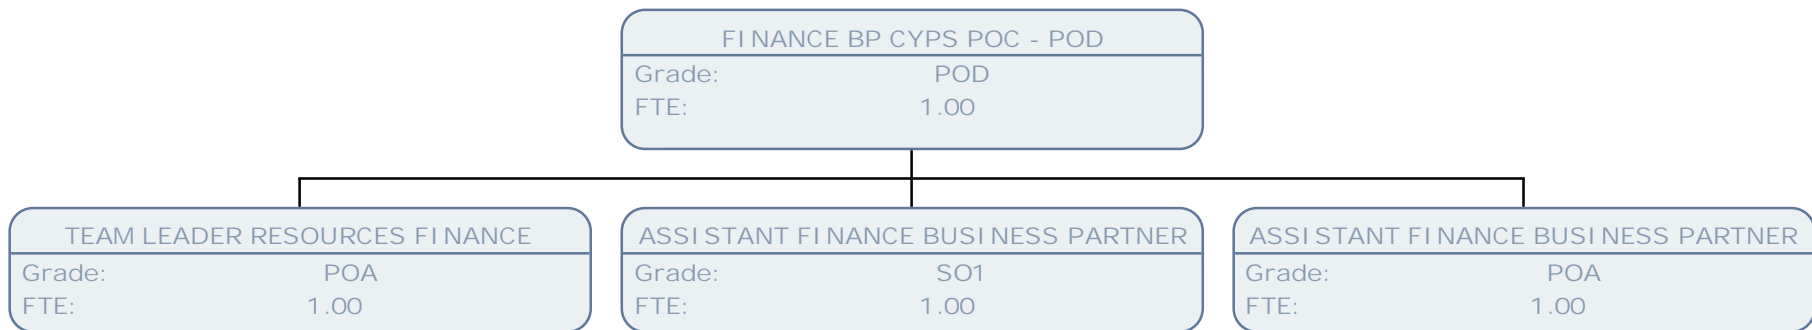 FINANCE BP CYPS POC - POD
Grade: POD
FTE: 1.00
TEAM LEADER RESOURCES FINANCE
Grade: POA
FTE: 1.00
ASSISTANT FINANCE BUSINESS PARTNER
Grade: SO1
FTE: 1.00
ASSISTANT FINANCE BUSINESS PARTNER
Grade: POA
FTE: 1.00